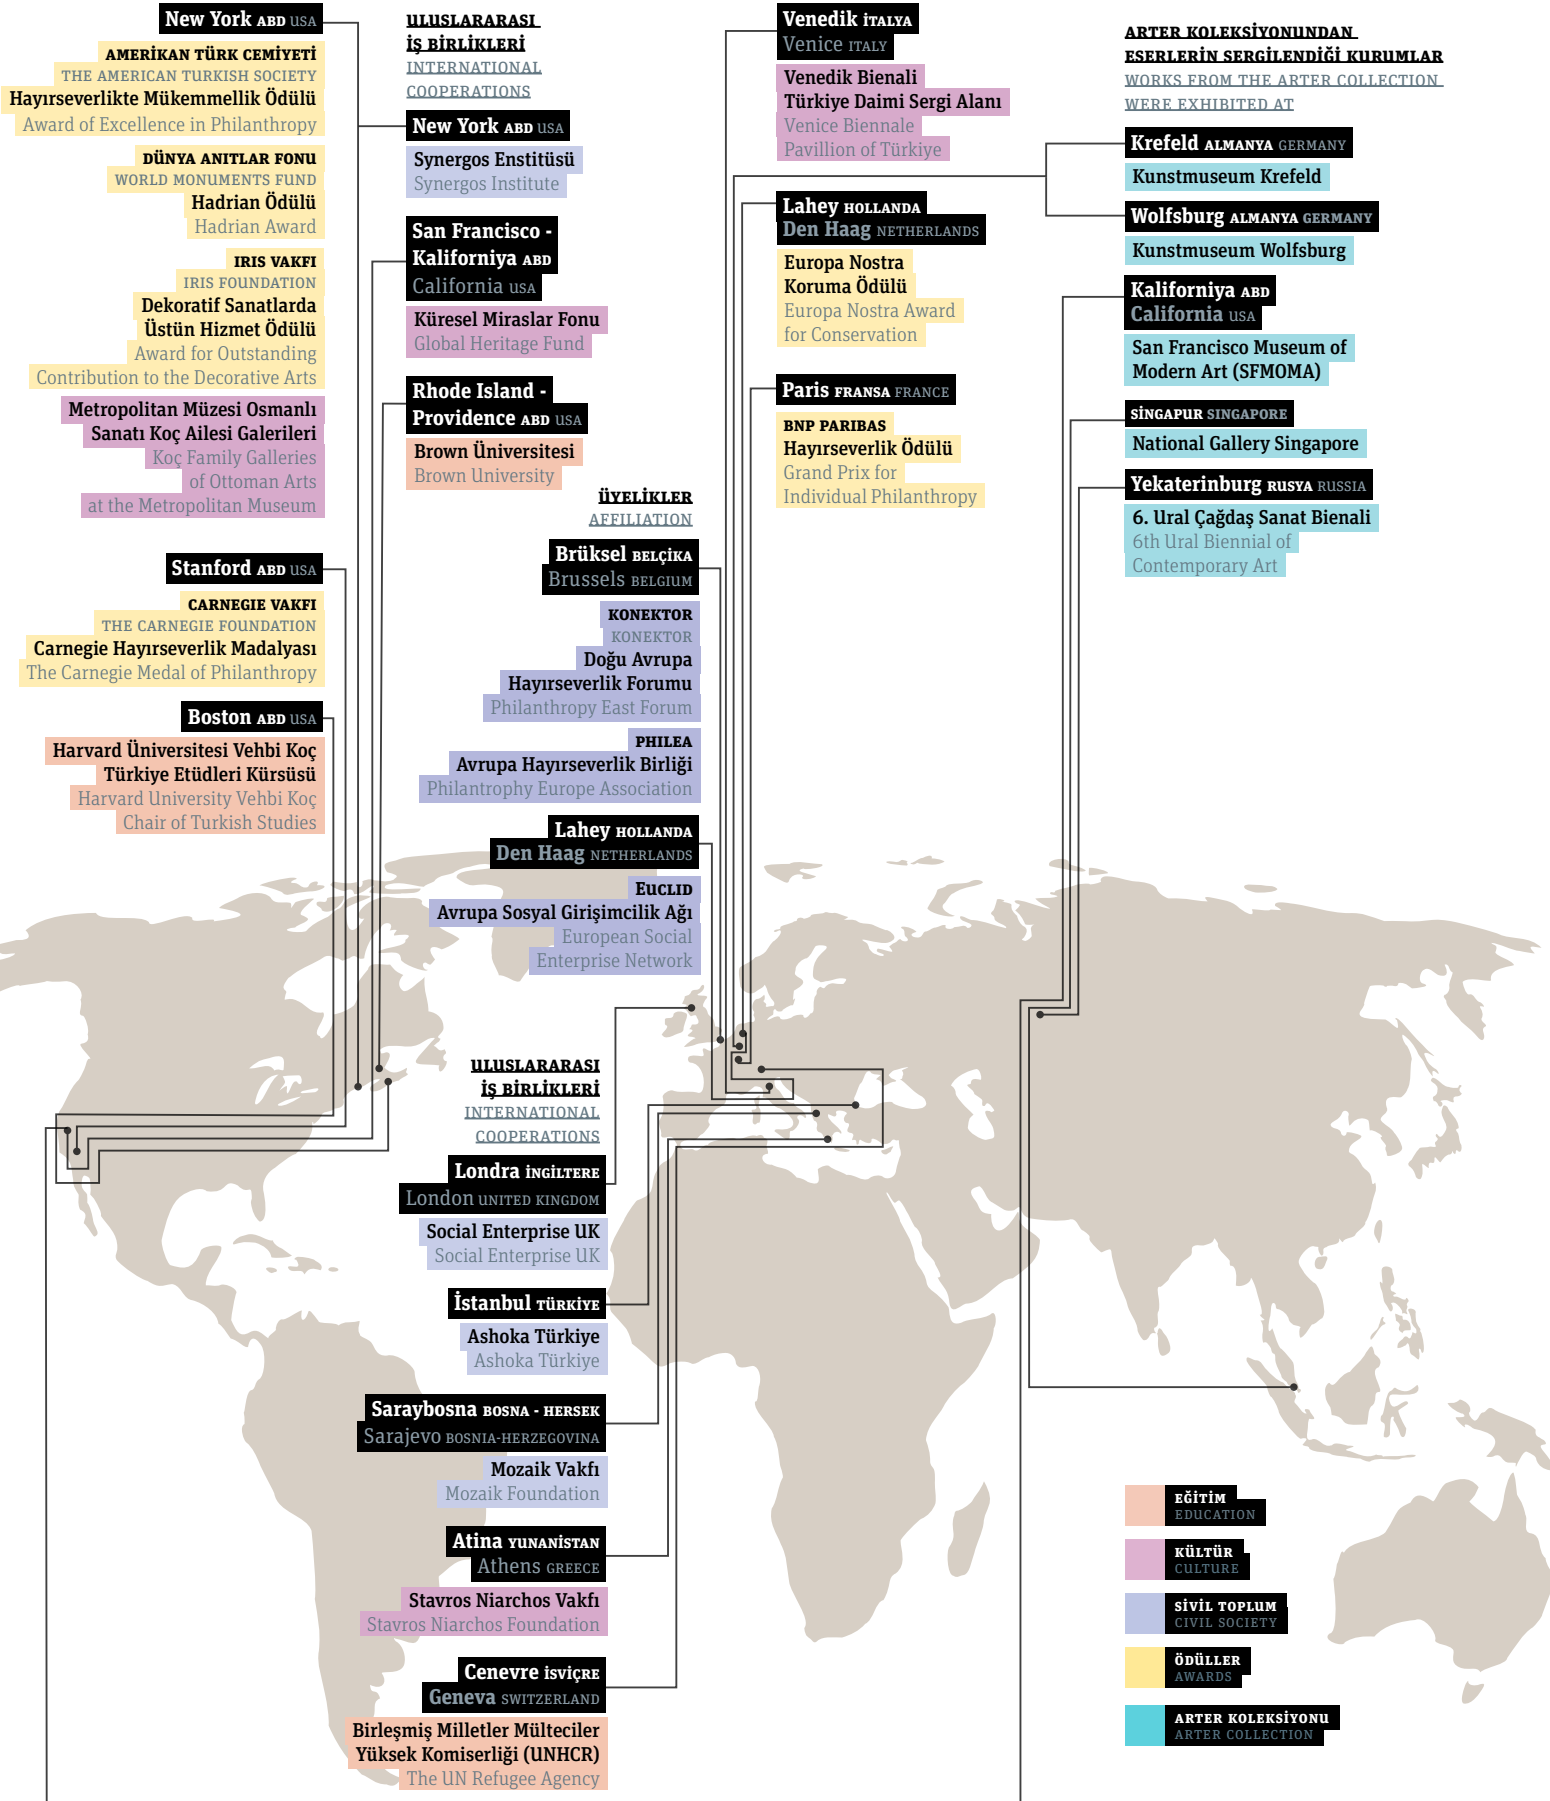 New York ABD USA
AMERİKAN TÜRK CEMİYETİ
THE AMERICAN TURKISH SOCIETY
Hayırseverlikte Mükemmellik Ödülü
Award of Excellence in Philanthropy
DÜNYA ANITLAR FONU
WORLD MONUMENTS FUND
Hadrian Ödülü
Hadrian Award
IRIS VAKFI
IRIS FOUNDATION
Dekoratif Sanatlarda
Üstün Hizmet Ödülü
Award for Outstanding
Contribution to the Decorative Arts
Metropolitan Müzesi Osmanlı
Sanatı Koç Ailesi Galerileri
Koç Family Galleries
of Ottoman Arts
at the Metropolitan Museum
Stanford ABD USA
CARNEGIE VAKFI
THE CARNEGIE FOUNDATION
Carnegie Hayırseverlik Madalyası
The Carnegie Medal of Philanthropy
Boston ABD USA
Harvard Üniversitesi Vehbi Koç
Türkiye Etüdleri Kürsüsü
Harvard University Vehbi Koç
Chair of Turkish Studies
ULUSLARARASI
İŞ BİRLİKLERİ
INTERNATIONAL
COOPERATIONS
New York ABD USA
Synergos Enstitüsü
Synergos Institute
San Francisco -
Kaliforniya ABD
California USA
Küresel Miraslar Fonu
Global Heritage Fund
Rhode Island -
Providence ABD USA
Brown Üniversitesi
Brown University
ÜYELİKLER
AFFILIATION
Brüksel BELÇİKA
Brussels BELGIUM
KONEKTOR
KONEKTOR
Doğu Avrupa
Hayırseverlik Forumu
Philanthropy East Forum
PHILEA
Avrupa Hayırseverlik Birliği
Philantrophy Europe Association
Lahey HOLLANDA
Den Haag NETHERLANDS
EUCLID
Avrupa Sosyal Girişimcilik Ağı
European Social
Enterprise Network
ULUSLARARASI
İŞ BİRLİKLERİ
INTERNATIONAL
COOPERATIONS
Londra İNGİLTERE
London UNITED KINGDOM
Social Enterprise UK
Social Enterprise UK
İstanbul TÜRKİYE
Ashoka Türkiye
Ashoka Türkiye
Saraybosna BOSNA - HERSEK
Sarajevo BOSNIA-HERZEGOVINA
Mozaik Vakfı
Mozaik Foundation
Atina YUNANİSTAN
Athens GREECE
Stavros Niarchos Vakfı
Stavros Niarchos Foundation
Cenevre İSVİÇRE
Geneva SWITZERLAND
Birleşmiş Milletler Mülteciler
Yüksek Komiserliği (UNHCR)
The UN Refugee Agency
Venedik İTALYA
Venice ITALY
Venedik Bienali
Türkiye Daimi Sergi Alanı
Venice Biennale
Pavillion of Türkiye
Lahey HOLLANDA
Den Haag NETHERLANDS
Europa Nostra
Koruma Ödülü
Europa Nostra Award
for Conservation
Paris FRANSA FRANCE
BNP PARIBAS
Hayırseverlik Ödülü
Grand Prix for
Individual Philanthropy
ARTER KOLEKSİYONUNDAN
ESERLERİN SERGİLENDİĞİ KURUMLAR
WORKS FROM THE ARTER COLLECTION
WERE EXHIBITED AT
Krefeld ALMANYA GERMANY
Kunstmuseum Krefeld
Wolfsburg ALMANYA GERMANY
Kunstmuseum Wolfsburg
Kaliforniya ABD
California USA
San Francisco Museum of
Modern Art (SFMOMA)
SİNGAPUR SINGAPORE
National Gallery Singapore
Yekaterinburg RUSYA RUSSIA
6. Ural Çağdaş Sanat Bienali
6th Ural Biennial of
Contemporary Art
EĞİTİM
EDUCATION
KÜLTÜR
CULTURE
SİVİL TOPLUM
CIVIL SOCIETY
ÖDÜLLER
AWARDS
ARTER KOLEKSİYONU
ARTER COLLECTION